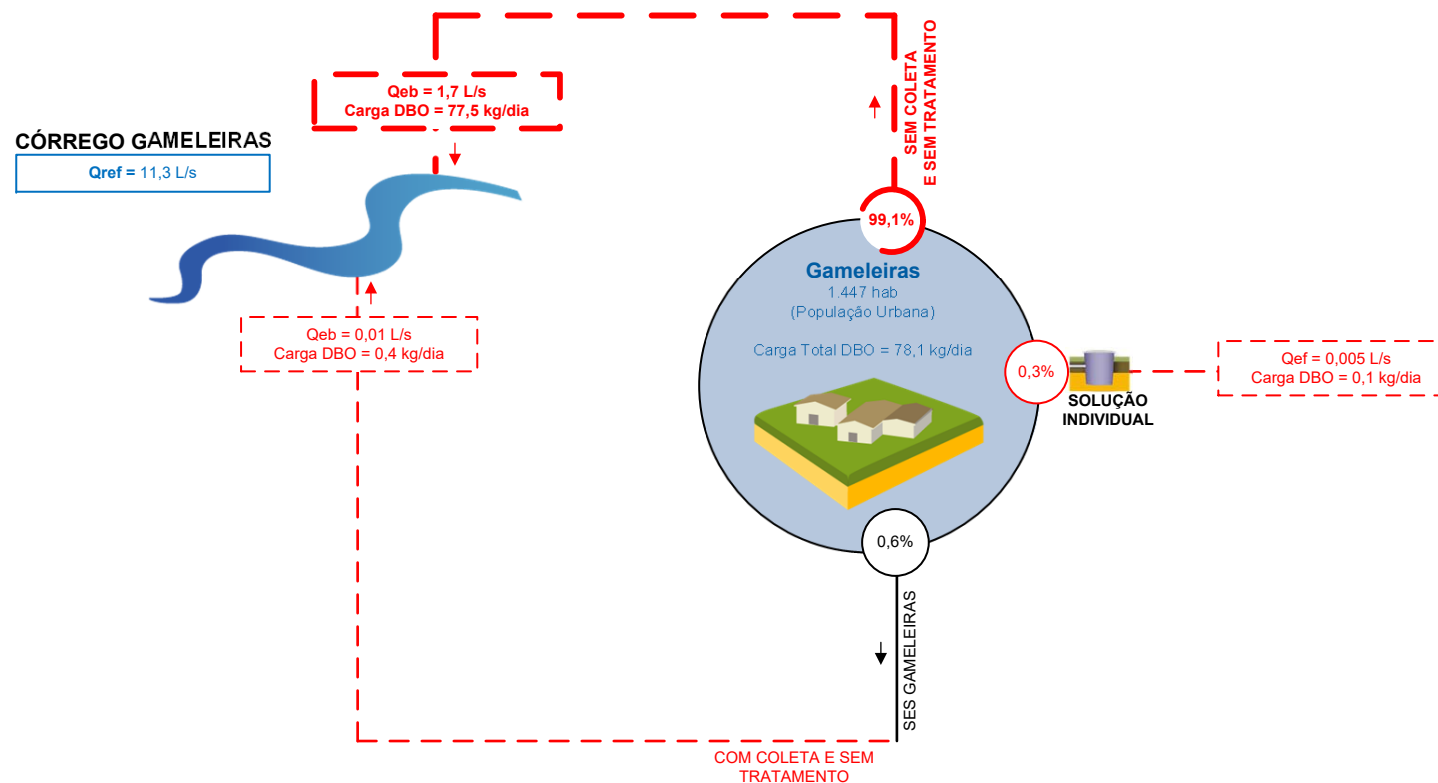 Qeb = 1,7 L/s
Carga DBO = 77,5 kg/dia
SEM COLETA
E SEM TRATAMENTO
CÓRREGO GAMELEIRAS
Qref = 11,3 L/s
99,1%
Gameleiras
1.447 hab
(População Urbana)
Carga Total DBO = 78,1 kg/dia
Qeb = 0,01 L/s
Carga DBO = 0,4 kg/dia
0,3%
SOLUÇÃO
INDIVIDUAL
Qef = 0,005 L/s
Carga DBO = 0,1 kg/dia
0,6%
SES GAMELEIRAS
COM COLETA E SEM
TRATAMENTO